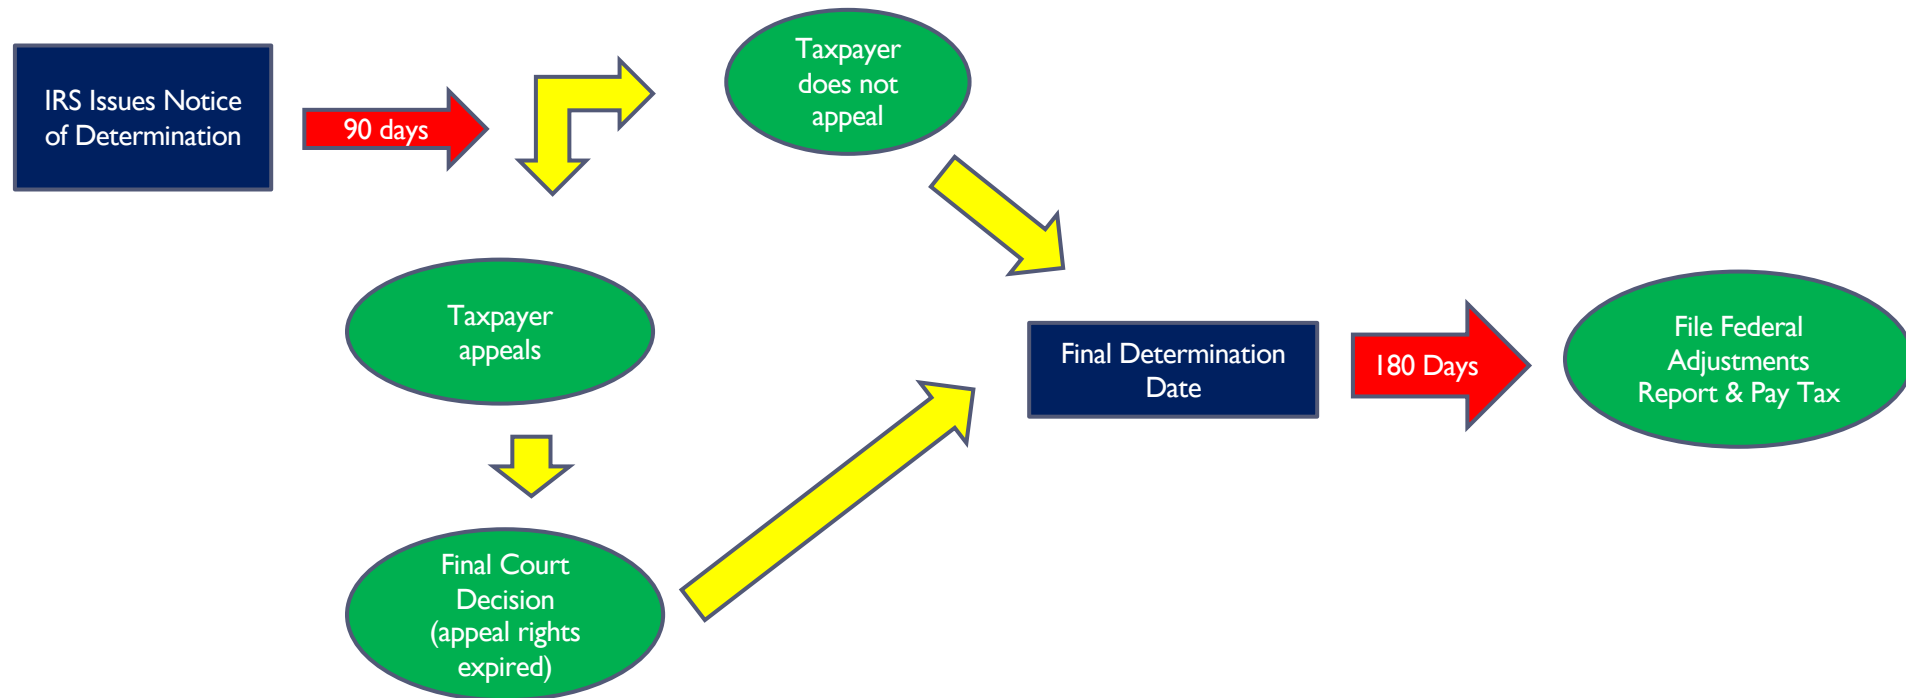 IRS Issues Notice
of Determination
90 days
Taxpayer
does not
appeal
Taxpayer
appeals
Final Court
Decision
(appeal rights
expired)
Final Determination
Date
180 Days
File Federal
Adjustments
Report & Pay Tax